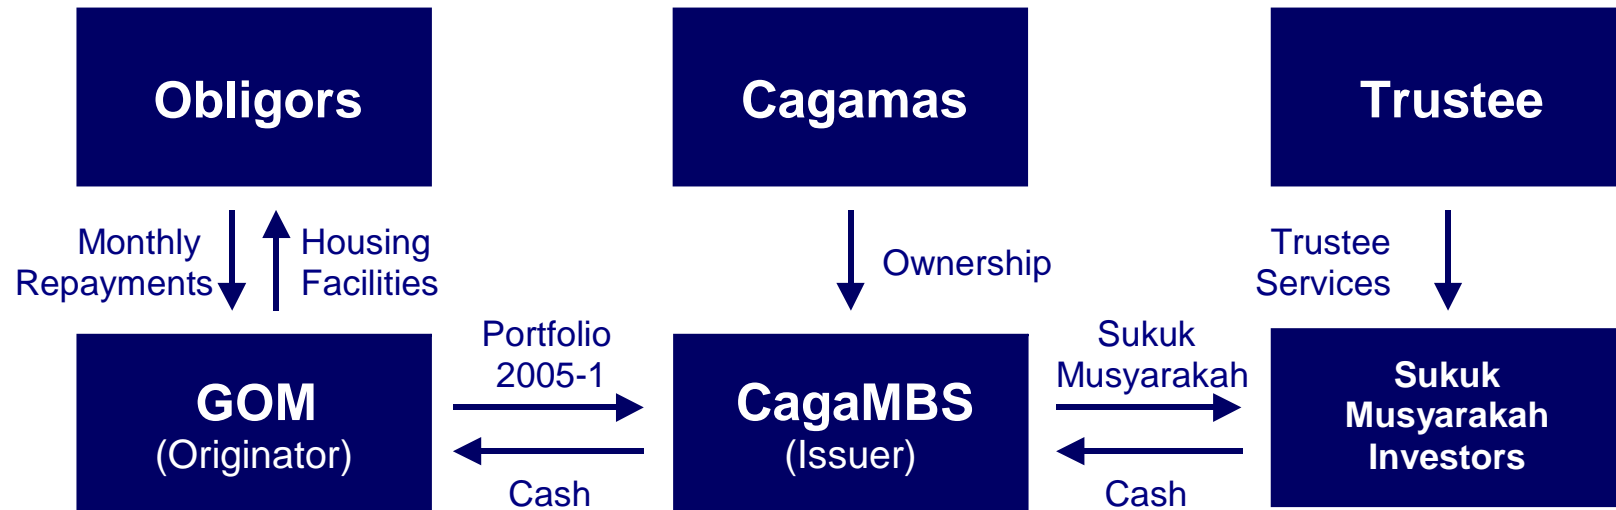 Obligors
Cagamas
Trustee
Monthly
Repayments
Housing
Facilities
Ownership
Trustee
Services
Portfolio
2005-1
Sukuk
Musyarakah
GOM
(Originator)
CagaMBS
(Issuer)
Sukuk
Musyarakah
Investors
Cash
Cash